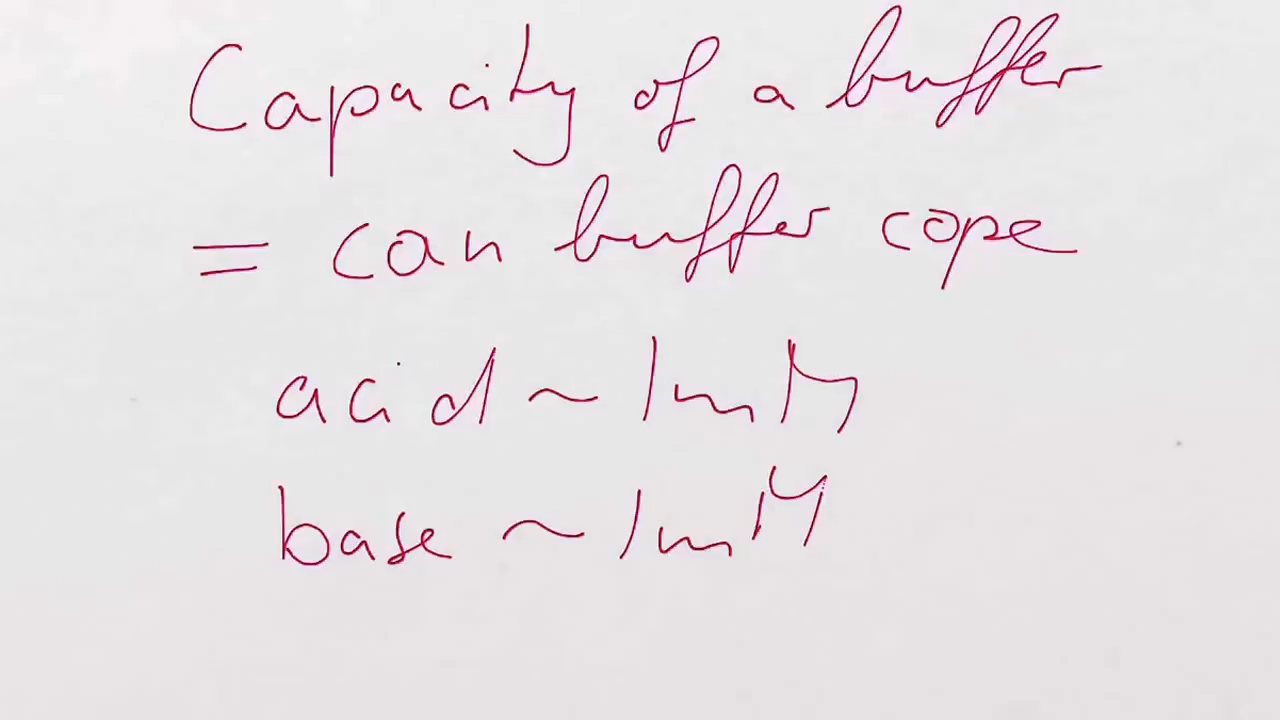 Capacity of a buffer
= can buffer cope
acid ~ 1mM
base ~ 1mM